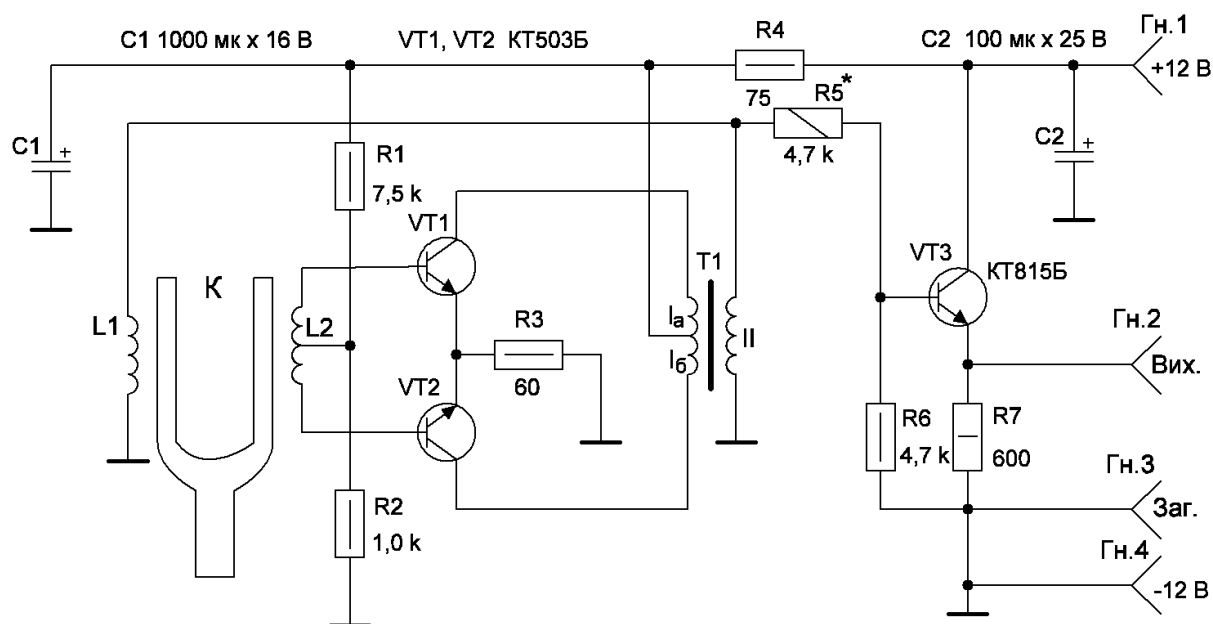 C1 1000 мк x 16 В
VT1, VT2 КТ503Б
R4
C2 100 мк x 25 В
Гн.1
+12 В
75
R5*
4,7 k
C1
+
R1
7,5 k
C2
+
VT1
T1
VT3
КТ815Б
К
L1
L2
Iа
Iб
II
R3
60
Гн.2
Вих.
VT2
R6
4,7 k
R7
600
Гн.3
Заг.
R2
1,0 k
Гн.4
-12 В